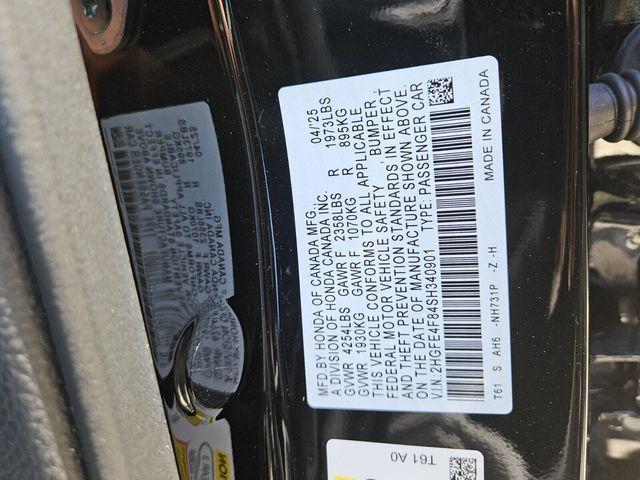 MFD.BY HONDA OF CANADA MFG.
A DIVISION OF HONDA CANADA INC. 04/'25
GVWR 4254LBS GAWR F 2358LBS R 1973LBS
GVWR 1930KG GAWR F 1070KG R 895KG
THIS VEHICLE CONFORMS TO ALL APPLICABLE
FEDERAL MOTOR VEHICLE SAFETY , BUMPER ,
AND THEFT PREVENTION STANDARDS IN EFFECT
ON THE DATE OF MANUFACTURE SHOWN ABOVE.
V.I.N. 2HGFE4F84SH340901 TYPE: PASSENGER CAR
T61 S AH6 -NH731P -Z -H MADE IN CANADA
T61 A0